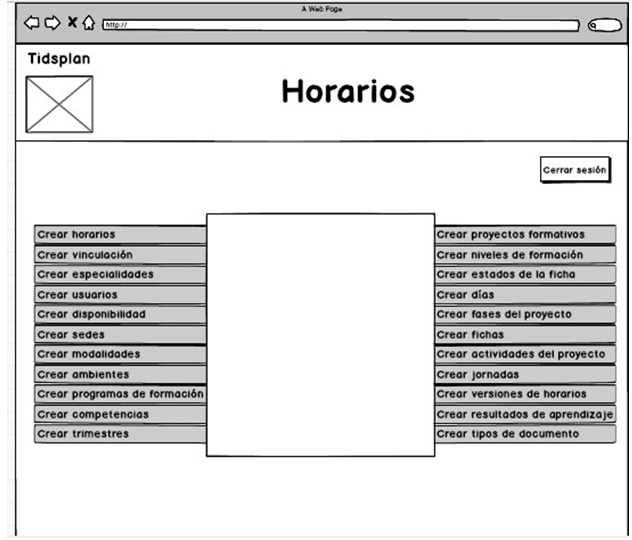 A Web Page
http://
Tidsplan
Horarios
Cerrar sesión
Crear horarios
Crear vinculación
Crear especialidades
Crear usuarios
Crear disponibilidad
Crear sedes
Crear modalidades
Crear ambientes
Crear programas de formación
Crear competencias
Crear trimestres
Crear proyectos formativos
Crear niveles de formación
Crear estados de la ficha
Crear días
Crear fases del proyecto
Crear fichas
Crear actividades del proyecto
Crear jornadas
Crear versiones de horarios
Crear resultados de aprendizaje
Crear tipos de documento